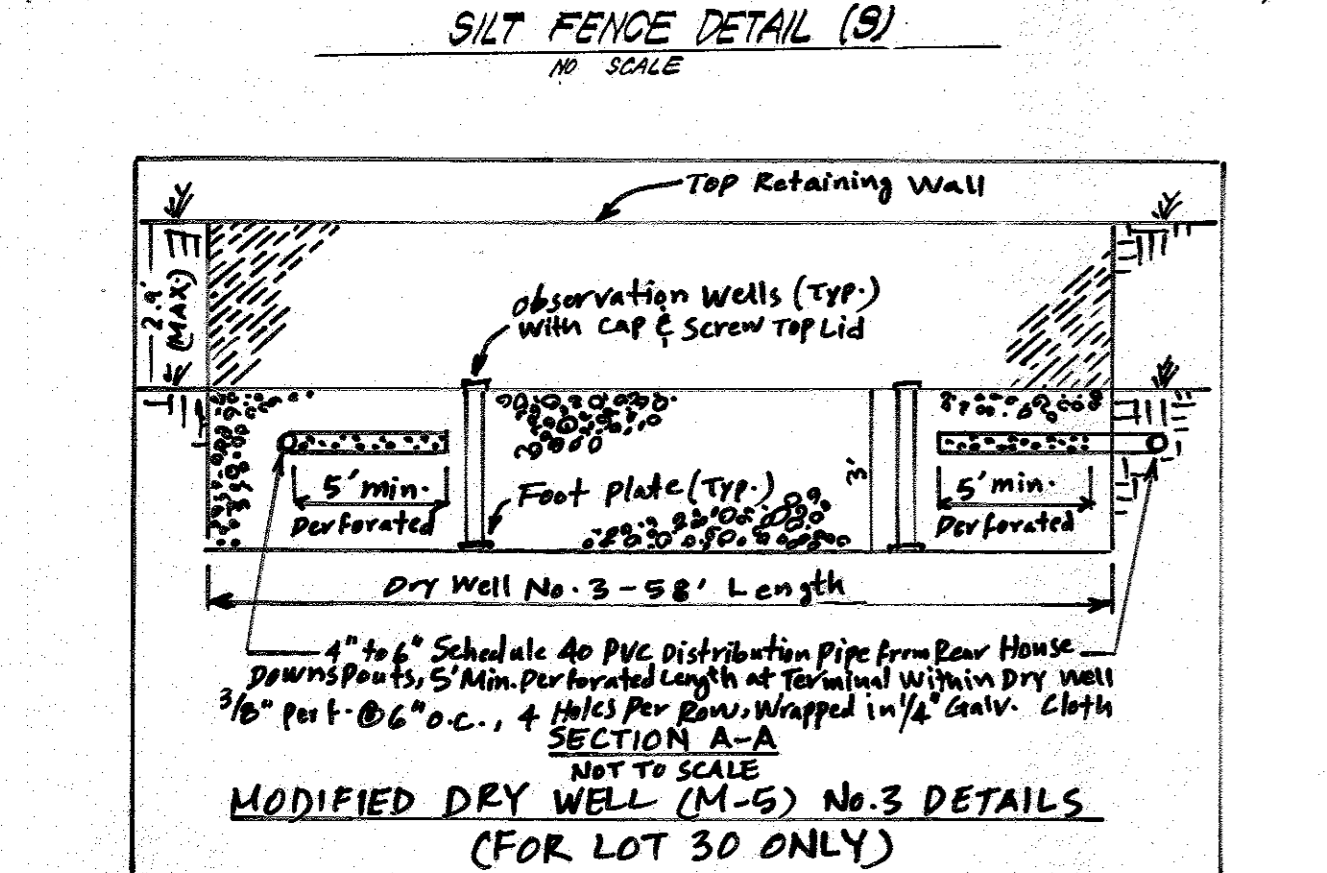 SILT FENCE DETAIL (S)
NO SCALE
Top Retaining Wall
2.9'
(MAX.)
Observation Wells (Typ.)
With Cap & Screw Top Lid
3'
5' min.
Perforated
Foot Plate (Typ.)
5' min.
Perforated
Dry Well No. 3 - 58' Length
4" to 6" Schedule 40 PVC Distribution Pipe from Rear House
Downspouts, 5' Min. Perforated Length at Terminal Within Dry Well
3/8" Perf. @ 6" o.c., 4 Holes Per Row, Wrapped in 1/4" Galv. Cloth
SECTION A-A
NOT TO SCALE
MODIFIED DRY WELL (M-5) No.3 DETAILS
(FOR LOT 30 ONLY)